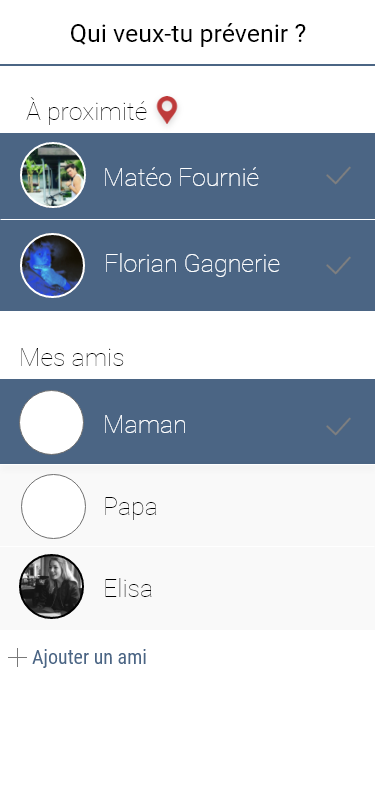 Qui veux-tu prévenir ?
À proximité
Matéo Fournié
Florian Gagnerie
Mes amis
Maman
Papa
Elisa
Ajouter un ami